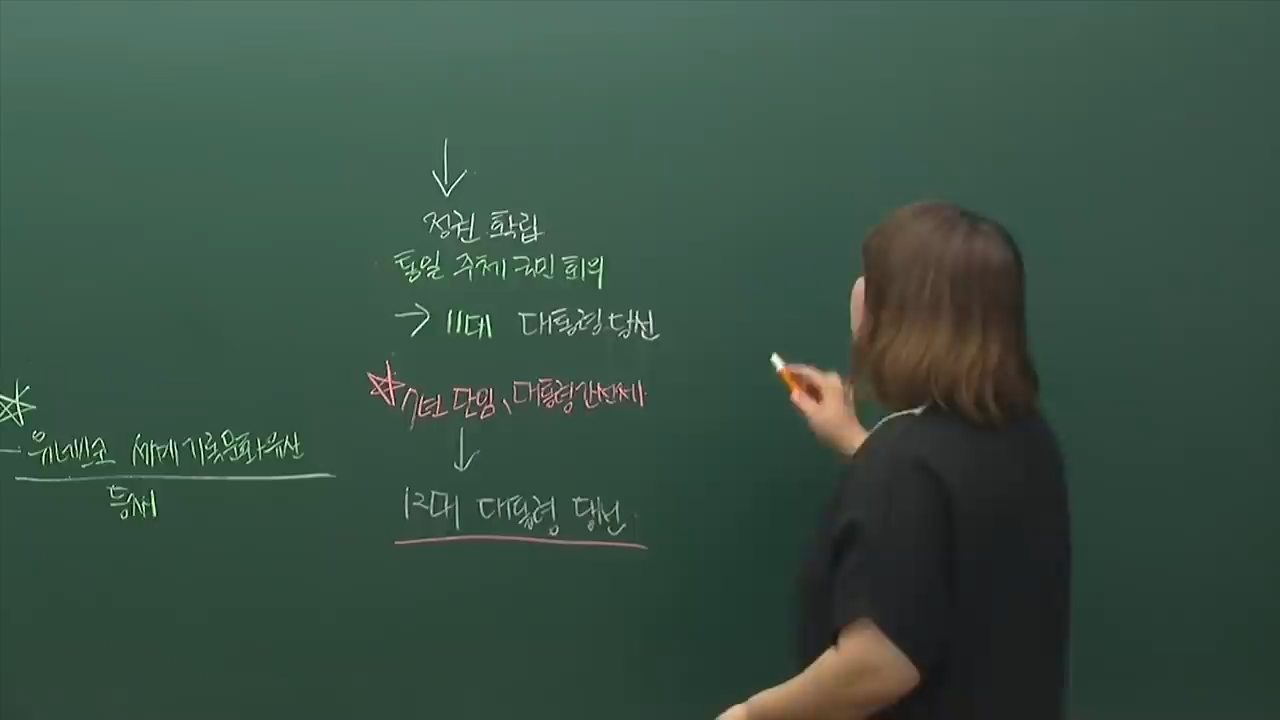 정권 확립
통일 주체 국민 회의
→ 11대 대통령 당선
☆ 7년 단임, 대통령 간선제
↓
12대 대통령 당선
☆
- 유네스코 세계기록문화유산
등재